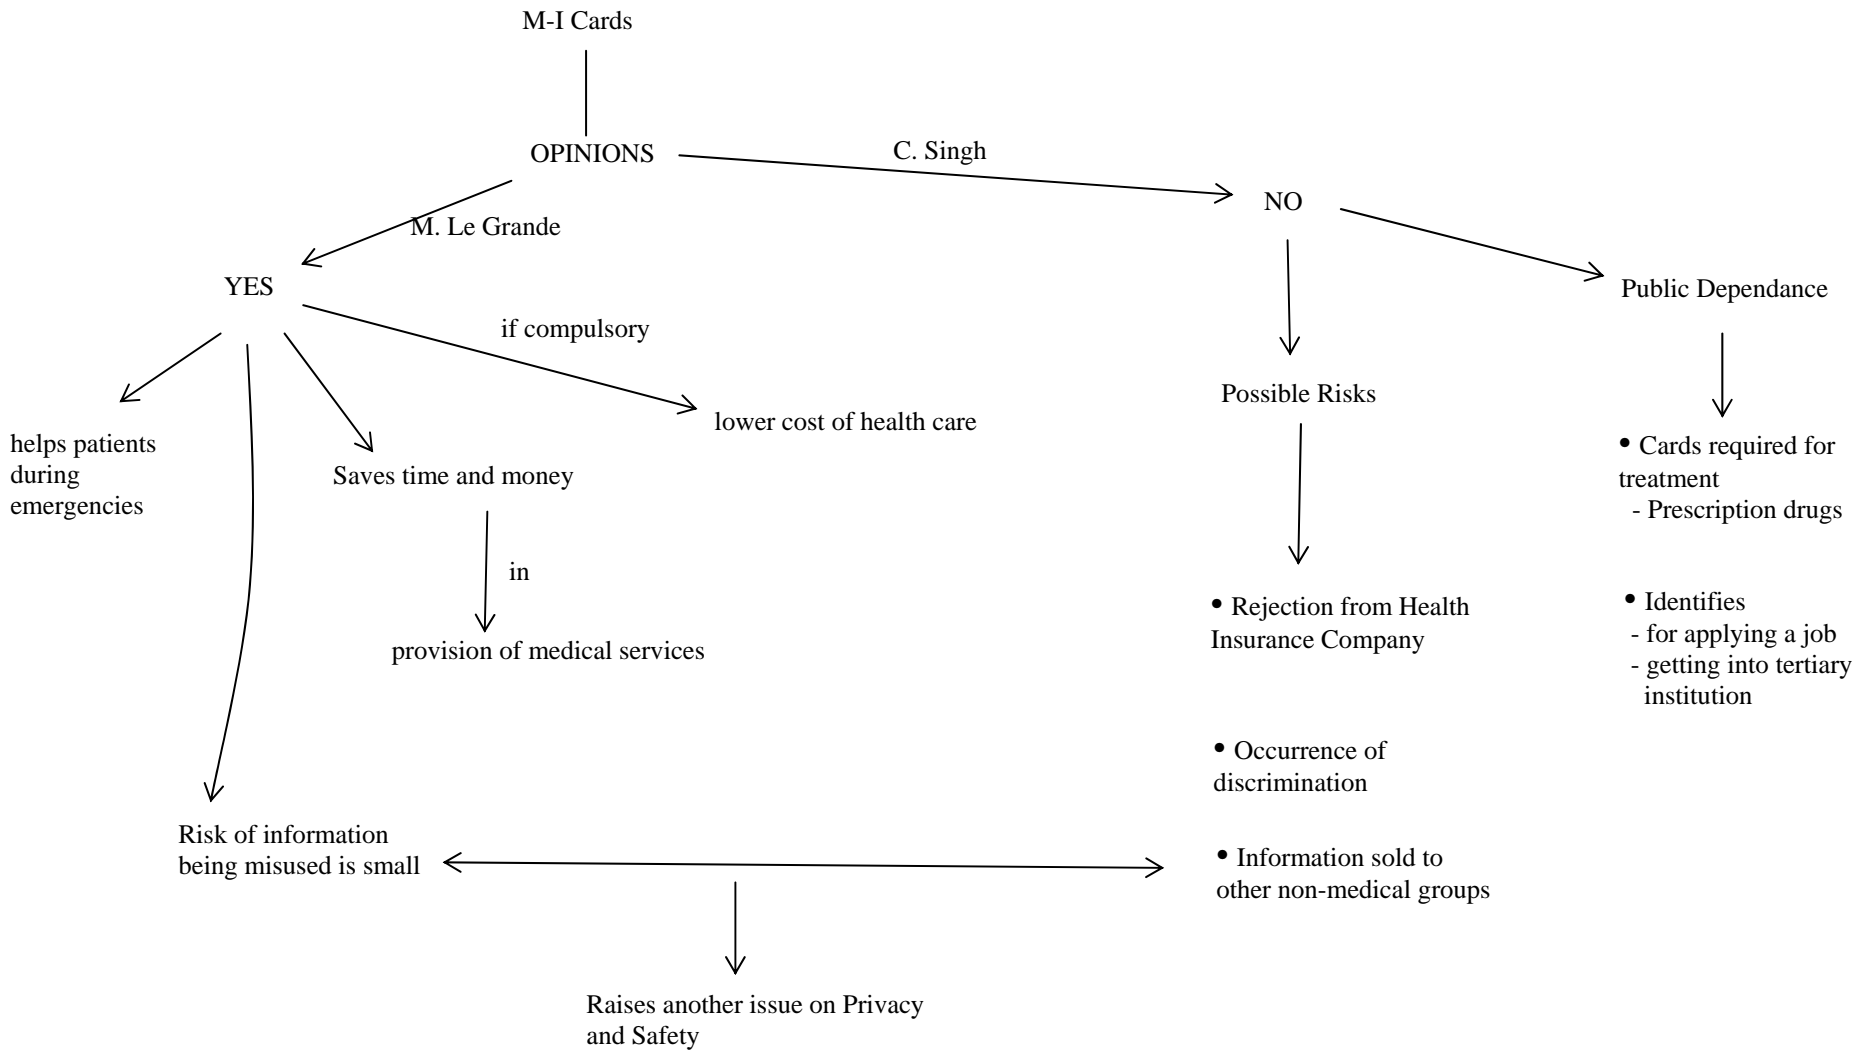 M-I Cards
OPINIONS
C. Singh
M. Le Grande
NO
YES
Public Dependance
if compulsory
Possible Risks
lower cost of health care
helps patients
during
emergencies
Saves time and money
in
provision of medical services
• Cards required for
treatment
- Prescription drugs
• Identifies
- for applying a job
- getting into tertiary
institution
• Rejection from Health
Insurance Company
• Occurrence of
discrimination
• Information sold to
other non-medical groups
Risk of information
being misused is small
Raises another issue on Privacy
and Safety